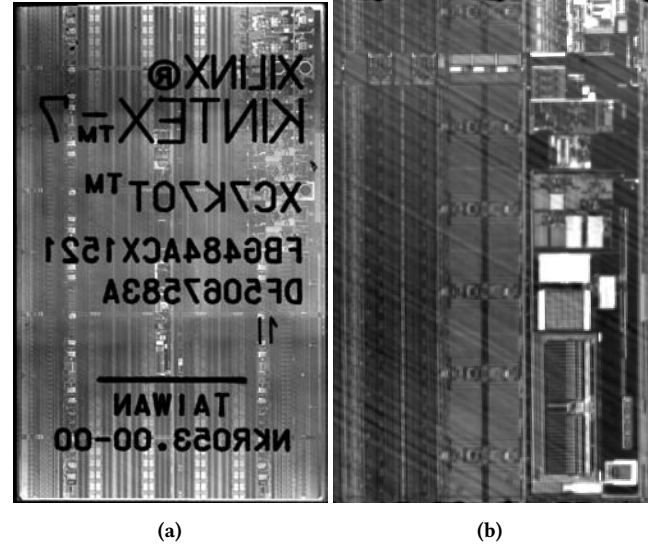 XILINX®
KINTEX™-7
XC7K70T™
FBG484ACX1521
DF5067583A
1I
TAIWAN
NKR053.00-00
(a)
(b)